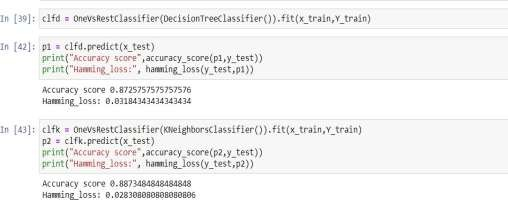 In [39]: clfd = OneVsRestClassifier(DecisionTreeClassifier()).fit(x_train,Y_train)
In [42]: p1 = clfd.predict(x_test)
print("Accuracy score",accuracy_score(p1,y_test))
print("Hamming_loss:", hamming_loss(y_test,p1))
Accuracy score 0.8725757575757576
Hamming_loss: 0.03184343434343434
In [43]: clfk = OneVsRestClassifier(KNeighborsClassifier()).fit(x_train,Y_train)
p2 = clfk.predict(x_test)
print("Accuracy score",accuracy_score(p2,y_test))
print("Hamming_loss:", hamming_loss(y_test,p2))
Accuracy score 0.8873484848484848
Hamming_loss: 0.028308080808080806